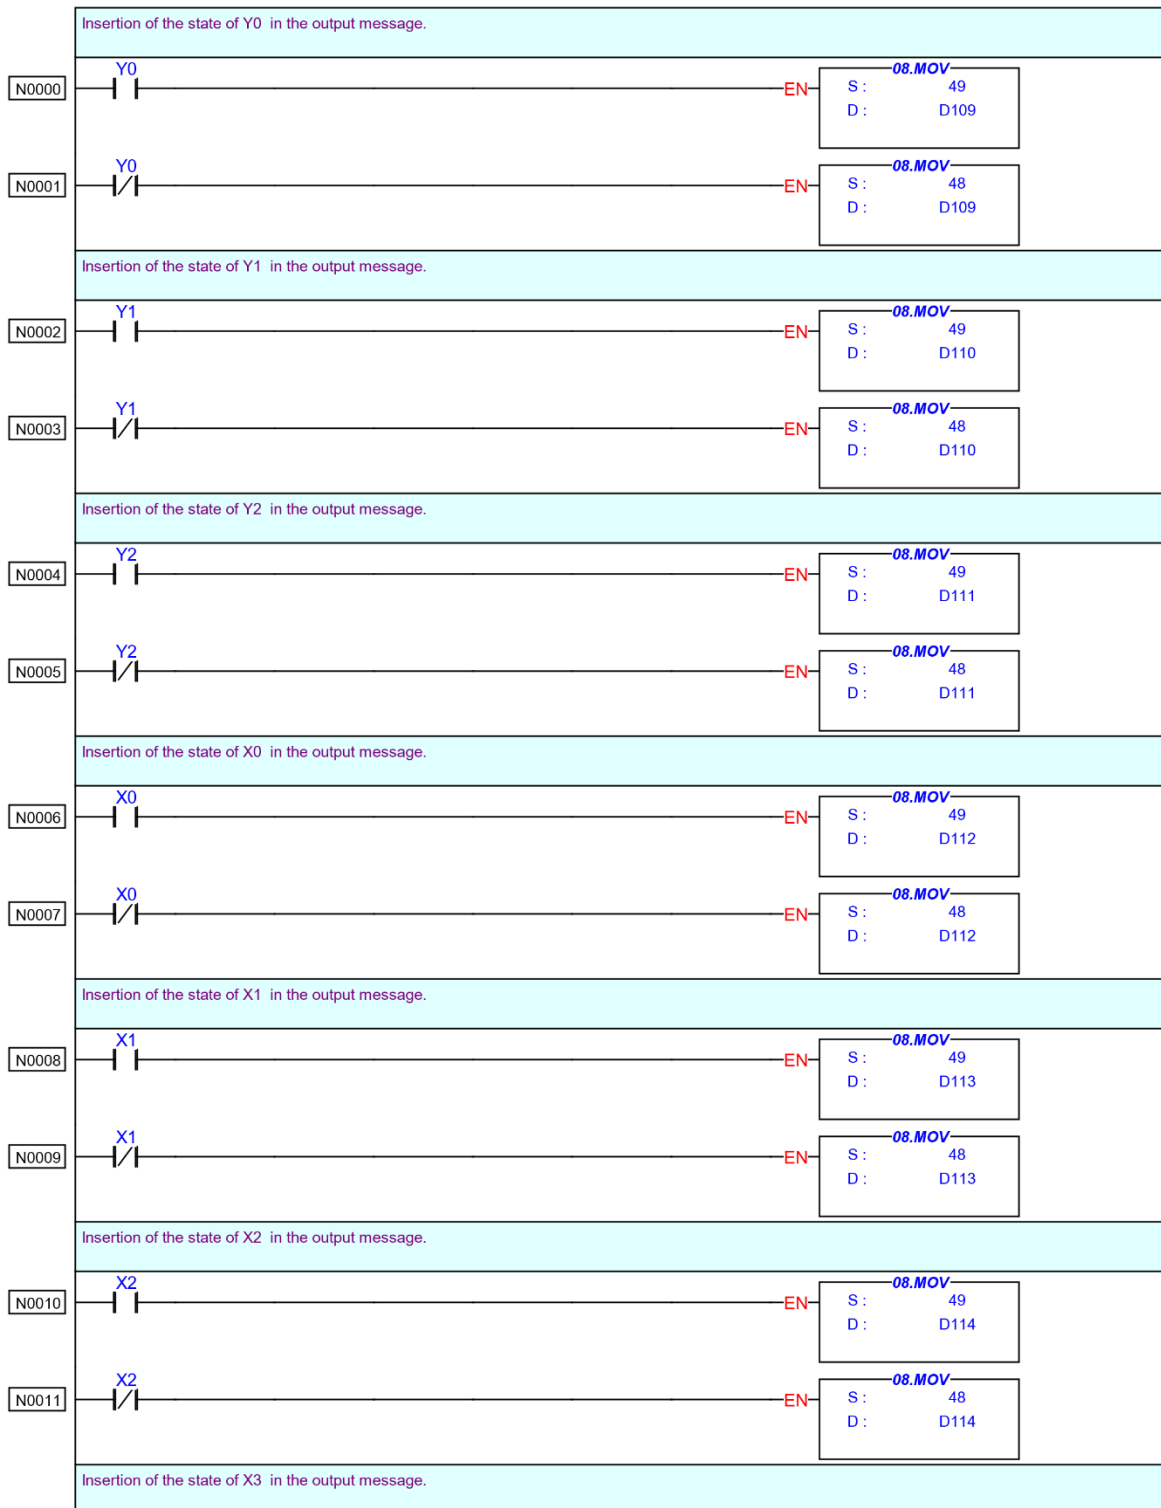 Insertion of the state of Y0  in the output message.
N0000 Y0 EN 08.MOV
S : 49
D : D109
N0001 Y0 EN 08.MOV
S : 48
D : D109
Insertion of the state of Y1  in the output message.
N0002 Y1 EN 08.MOV
S : 49
D : D110
N0003 Y1 EN 08.MOV
S : 48
D : D110
Insertion of the state of Y2  in the output message.
N0004 Y2 EN 08.MOV
S : 49
D : D111
N0005 Y2 EN 08.MOV
S : 48
D : D111
Insertion of the state of X0  in the output message.
N0006 X0 EN 08.MOV
S : 49
D : D112
N0007 X0 EN 08.MOV
S : 48
D : D112
Insertion of the state of X1  in the output message.
N0008 X1 EN 08.MOV
S : 49
D : D113
N0009 X1 EN 08.MOV
S : 48
D : D113
Insertion of the state of X2  in the output message.
N0010 X2 EN 08.MOV
S : 49
D : D114
N0011 X2 EN 08.MOV
S : 48
D : D114
Insertion of the state of X3  in the output message.